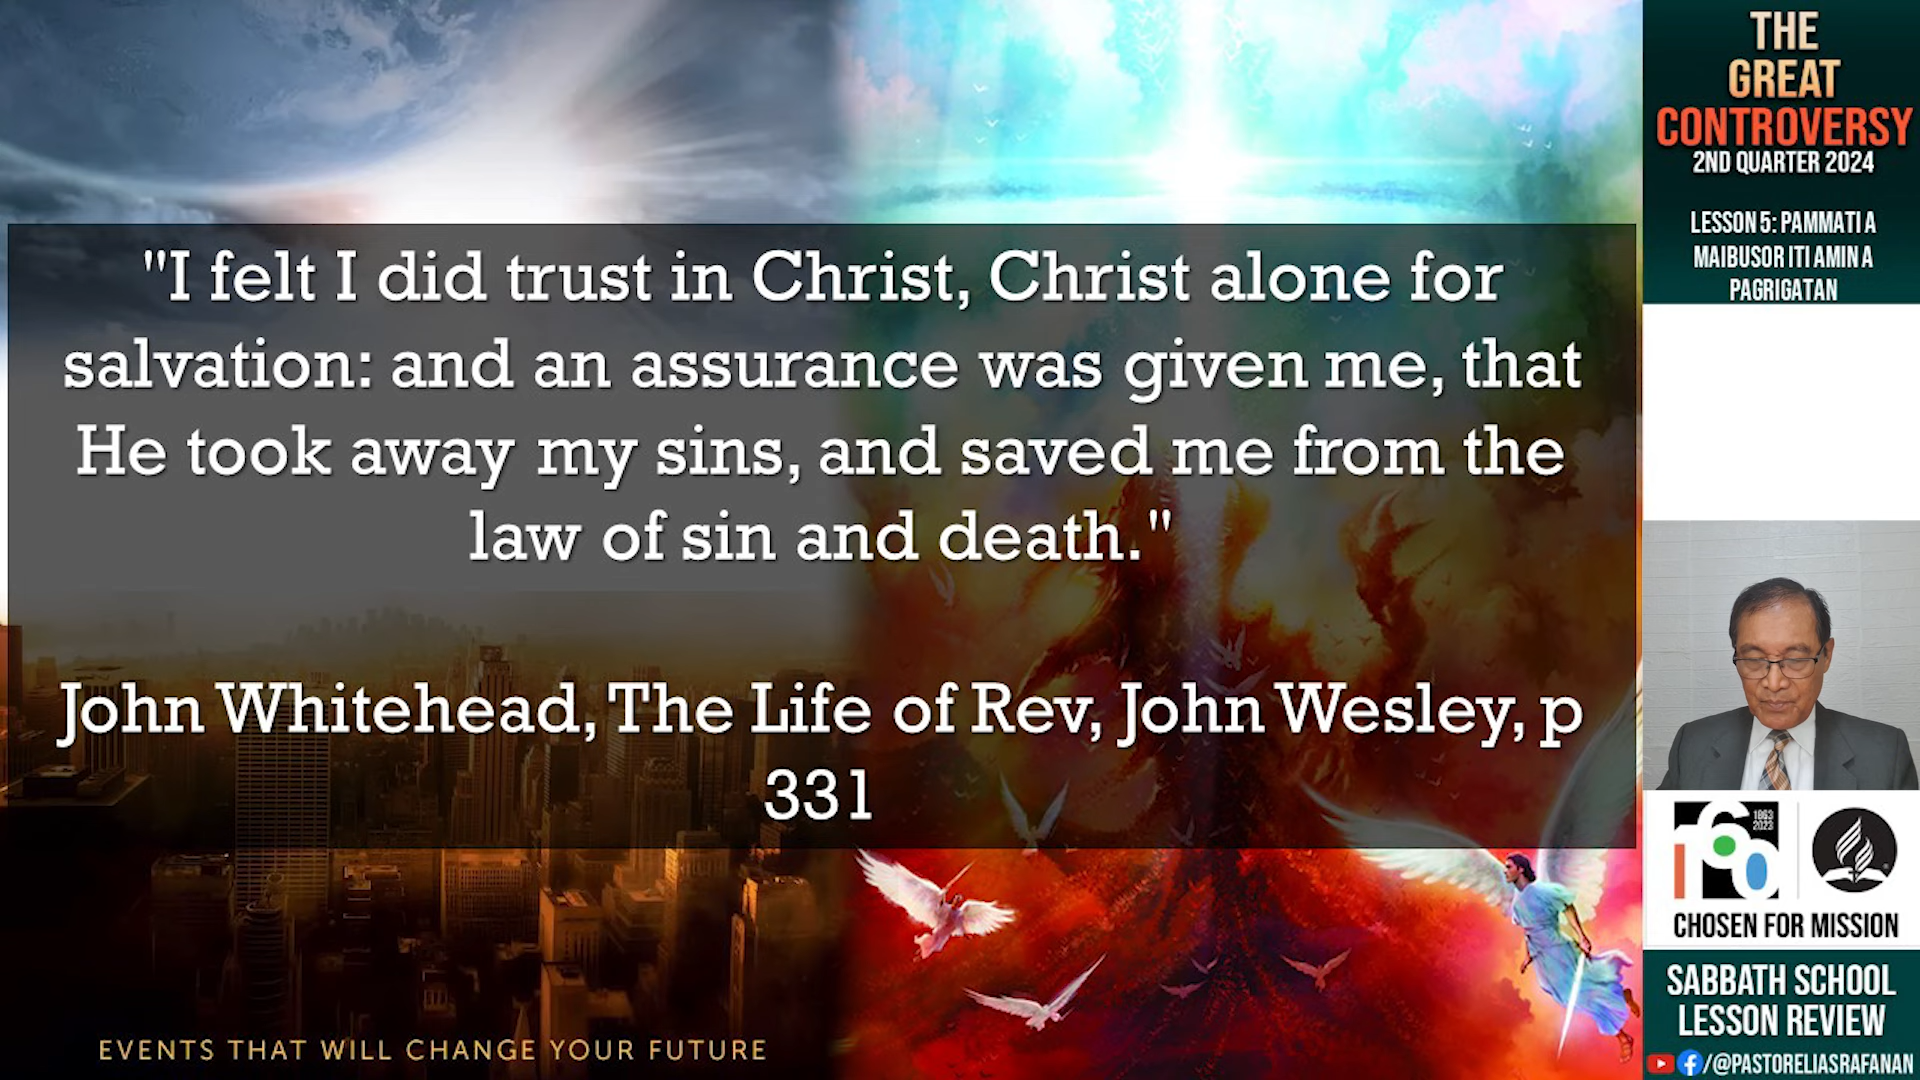 "I felt I did trust in Christ, Christ alone for
salvation: and an assurance was given me, that
He took away my sins, and saved me from the
law of sin and death."
John Whitehead, The Life of Rev, John Wesley, p
331
EVENTS THAT WILL CHANGE YOUR FUTURE
THE
GREAT
CONTROVERSY
2ND QUARTER 2024
LESSON 5: PAMMATI A
MAIBUSOR ITI AMIN A
PAGRIGATAN
1863
2023
160
CHOSEN FOR MISSION
SABBATH SCHOOL
LESSON REVIEW
/@PASTORELIASRAFANAN